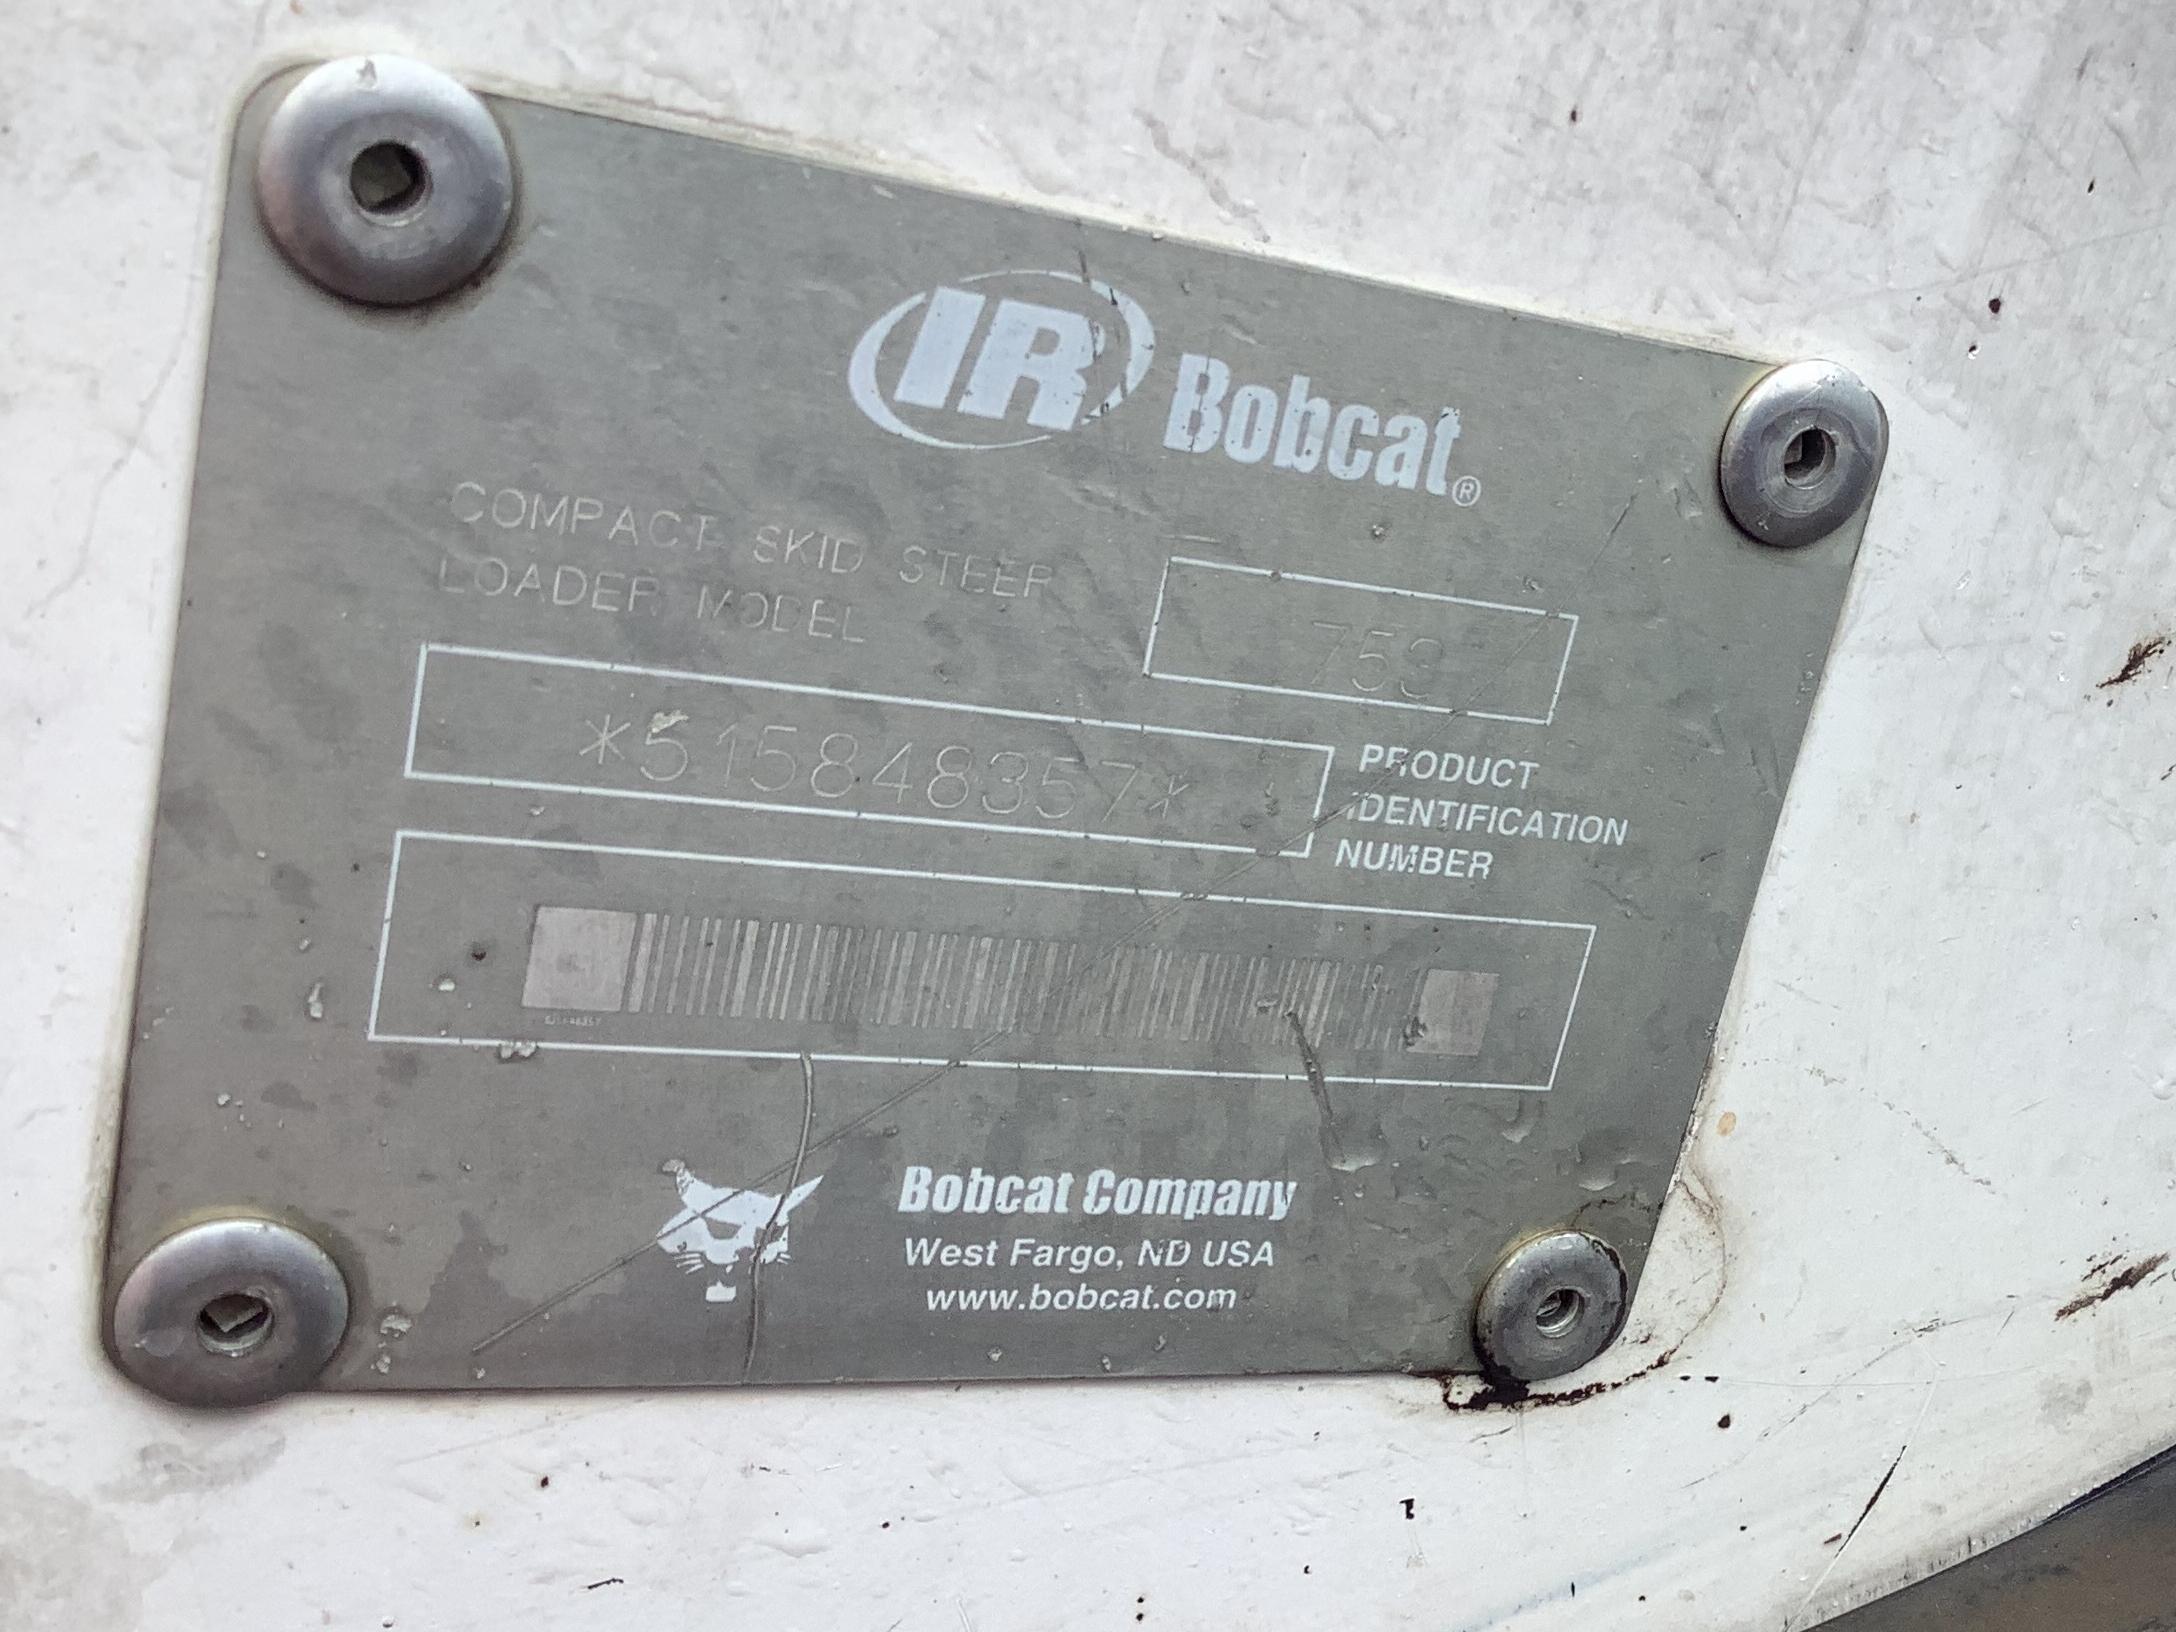 IR Bobcat®
COMPACT SKID STEER
LOADER MODEL
753
*515848357*
PRODUCT
IDENTIFICATION
NUMBER
515848357
Bobcat Company
West Fargo, ND USA
www.bobcat.com